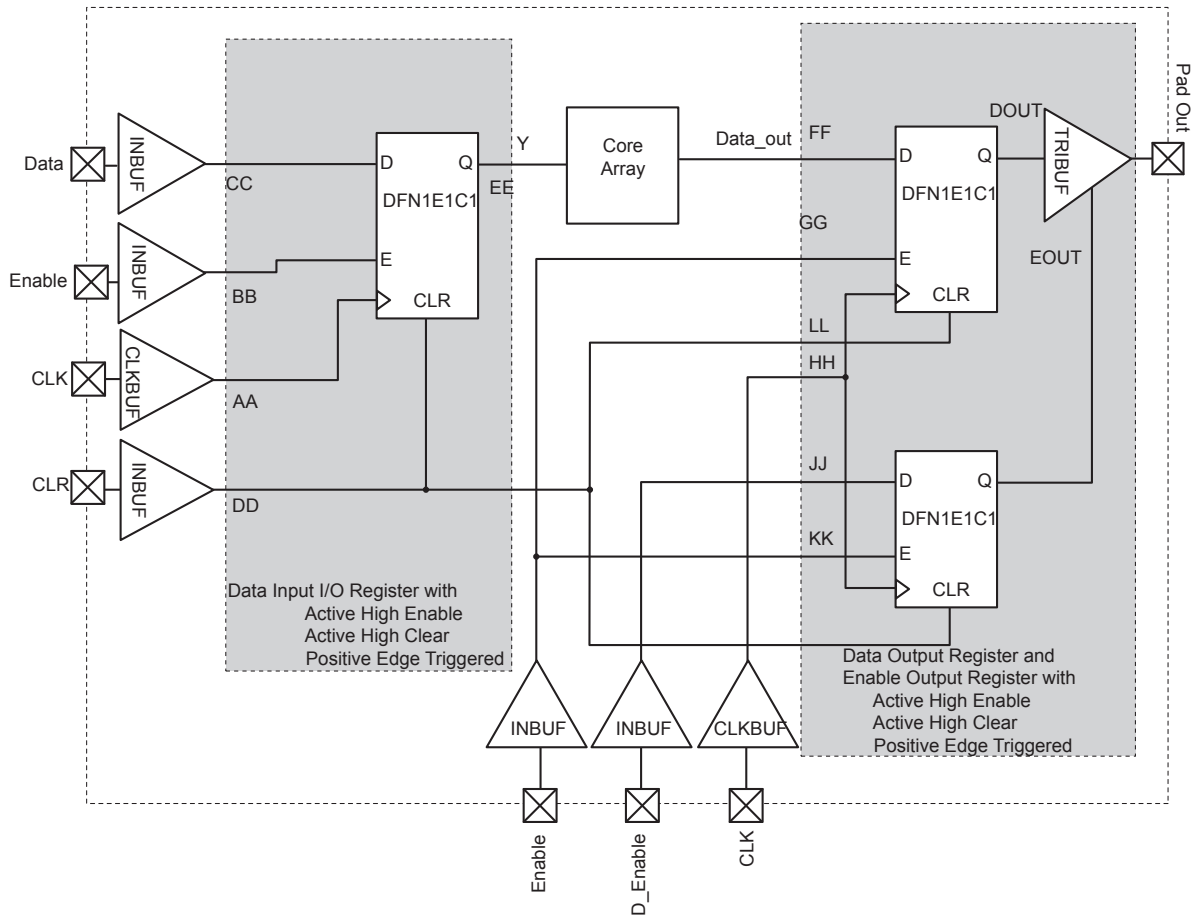 Data
INBUF
CC
Enable
INBUF
BB
CLK
CLKBUF
AA
CLR
INBUF
DD
D
Q
DFN1E1C1
E
CLR
Y
EE
Core
Array
Data_out
FF
GG
LL
HH
JJ
KK
D
Q
DFN1E1C1
E
CLR
DOUT
TRIBUF
EOUT
Pad Out
D
Q
DFN1E1C1
E
CLR
Data Input I/O Register with
Active High Enable
Active High Clear
Positive Edge Triggered
Data Output Register and
Enable Output Register with
Active High Enable
Active High Clear
Positive Edge Triggered
INBUF
INBUF
CLKBUF
Enable
D_Enable
CLK